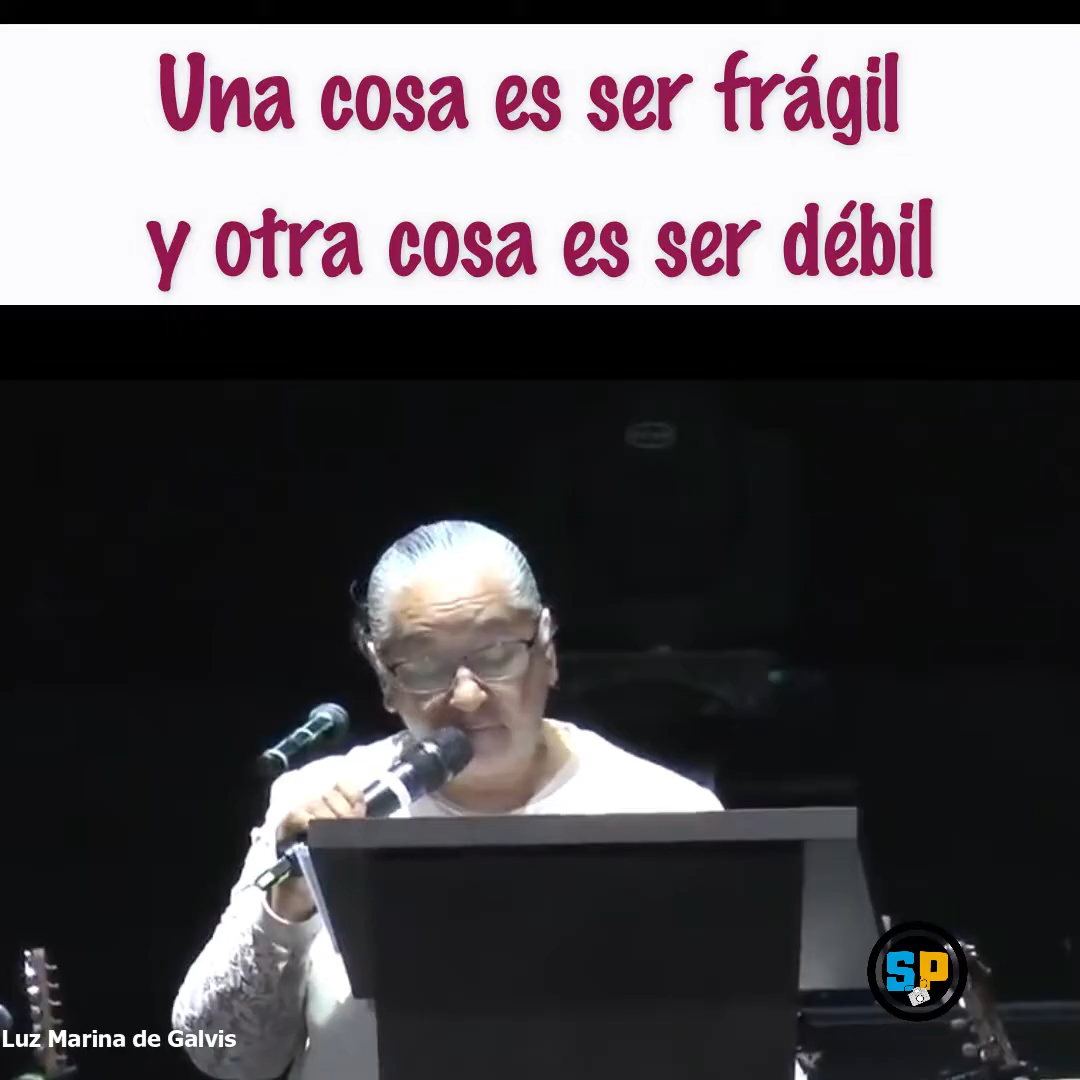 Una cosa es ser frágil
y otra cosa es ser débil
SP
Luz Marina de Galvis